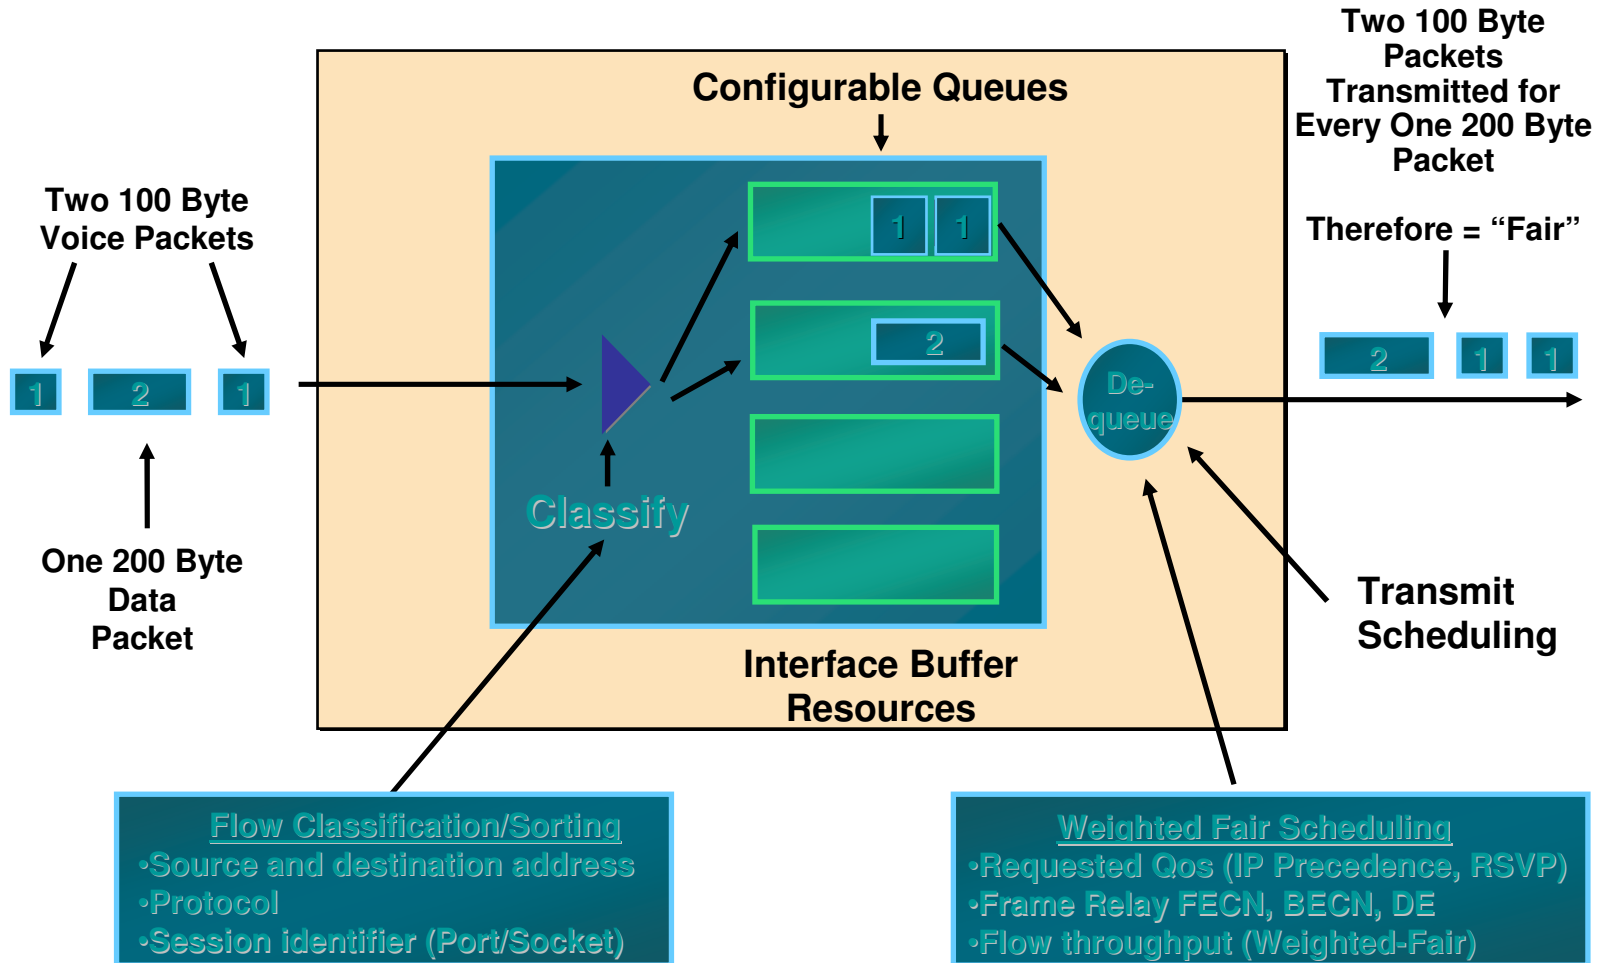 Two 100 Byte
Packets
Transmitted for
Every One 200 Byte
Packet
Therefore = “Fair”
Configurable Queues
Two 100 Byte
Voice Packets
1
2
1
One 200 Byte
Data
Packet
Classify
1
1
2
De-
queue
2
1
1
Transmit
Scheduling
Interface Buffer
Resources
Flow Classification/Sorting
•Source and destination address
•Protocol
•Session identifier (Port/Socket)
Weighted Fair Scheduling
•Requested Qos (IP Precedence, RSVP)
•Frame Relay FECN, BECN, DE
•Flow throughput (Weighted-Fair)